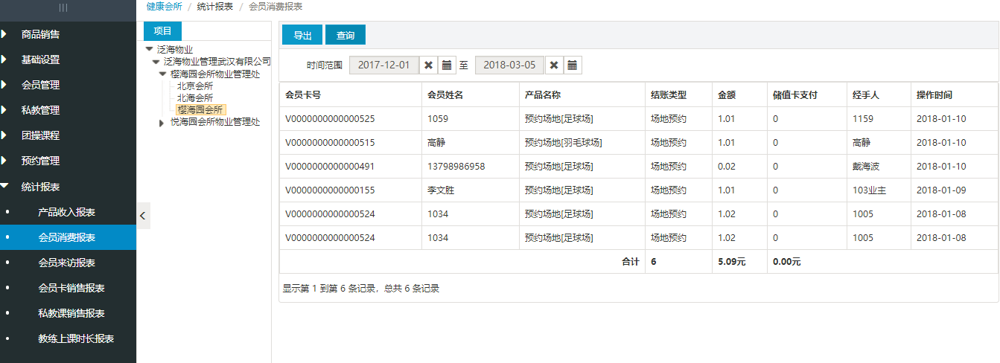 健康会所 / 统计报表 / 会员消费报表
商品销售
基础设置
会员管理
私教管理
团操课程
预约管理
统计报表
产品收入报表
会员消费报表
会员来访报表
会员卡销售报表
私教课销售报表
教练上课时长报表
项目
泛海物业
泛海物业管理武汉有限公司
樱海园会所物业管理处
北京会所
北海会所
樱海园会所
悦海园会所物业管理处
导出 查询
时间范围 2017-12-01 至 2018-03-05
会员卡号 会员姓名 产品名称 结账类型 金额 储值卡支付 经手人 操作时间
V0000000000000525 1059 预约场地[足球场] 场地预约 1.01 0 1159 2018-01-10
V0000000000000515 高静 预约场地[羽毛球场] 场地预约 1.01 0 高静 2018-01-10
V0000000000000491 13798986958 预约场地[足球场] 场地预约 0.02 0 戴海波 2018-01-10
V0000000000000155 李文胜 预约场地[足球场] 场地预约 1.01 0 103业主 2018-01-09
V0000000000000524 1034 预约场地[足球场] 场地预约 1.02 0 1005 2018-01-08
V0000000000000524 1034 预约场地[足球场] 场地预约 1.02 0 1005 2018-01-08
合计 6 5.09元 0.00元
显示第 1 到第 6 条记录，总共 6 条记录